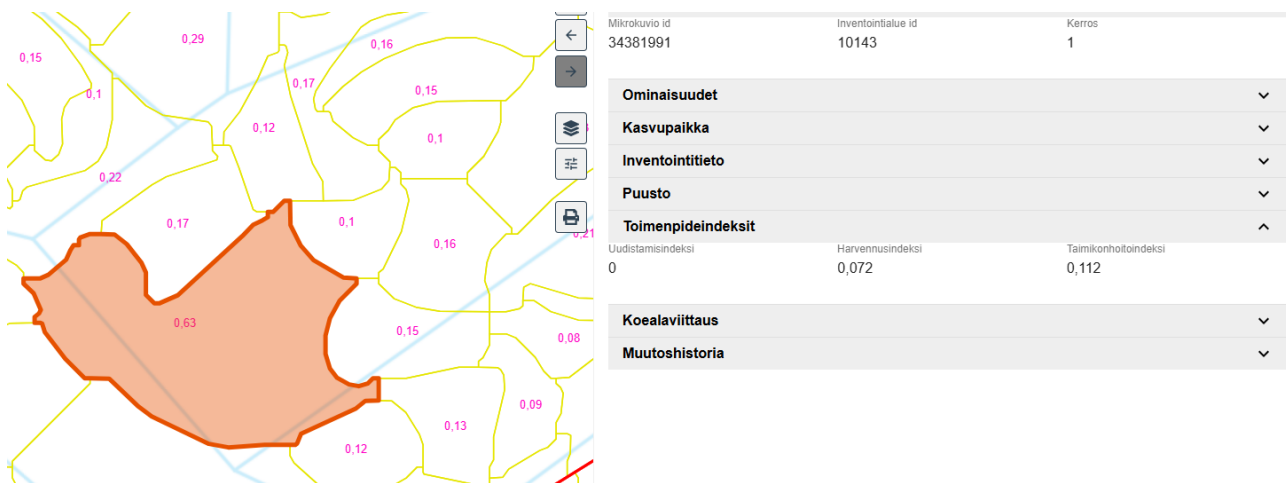 0,29
0,16
0,15
0,17
0,1
0,15
0,12
0,1
0,22
0,17
0,1
0,21
0,16
0,63
0,15
0,08
0,09
0,13
0,12
Mikrokuvio id Inventointialue id Kerros
34381991 10143 1
Ominaisuudet
Kasvupaikka
Inventointitieto
Puusto
Toimenpideindeksit
Uudistamisindeksi Harvennusindeksi Taimikonhoitoindeksi
0 0,072 0,112
Koealaviittaus
Muutoshistoria